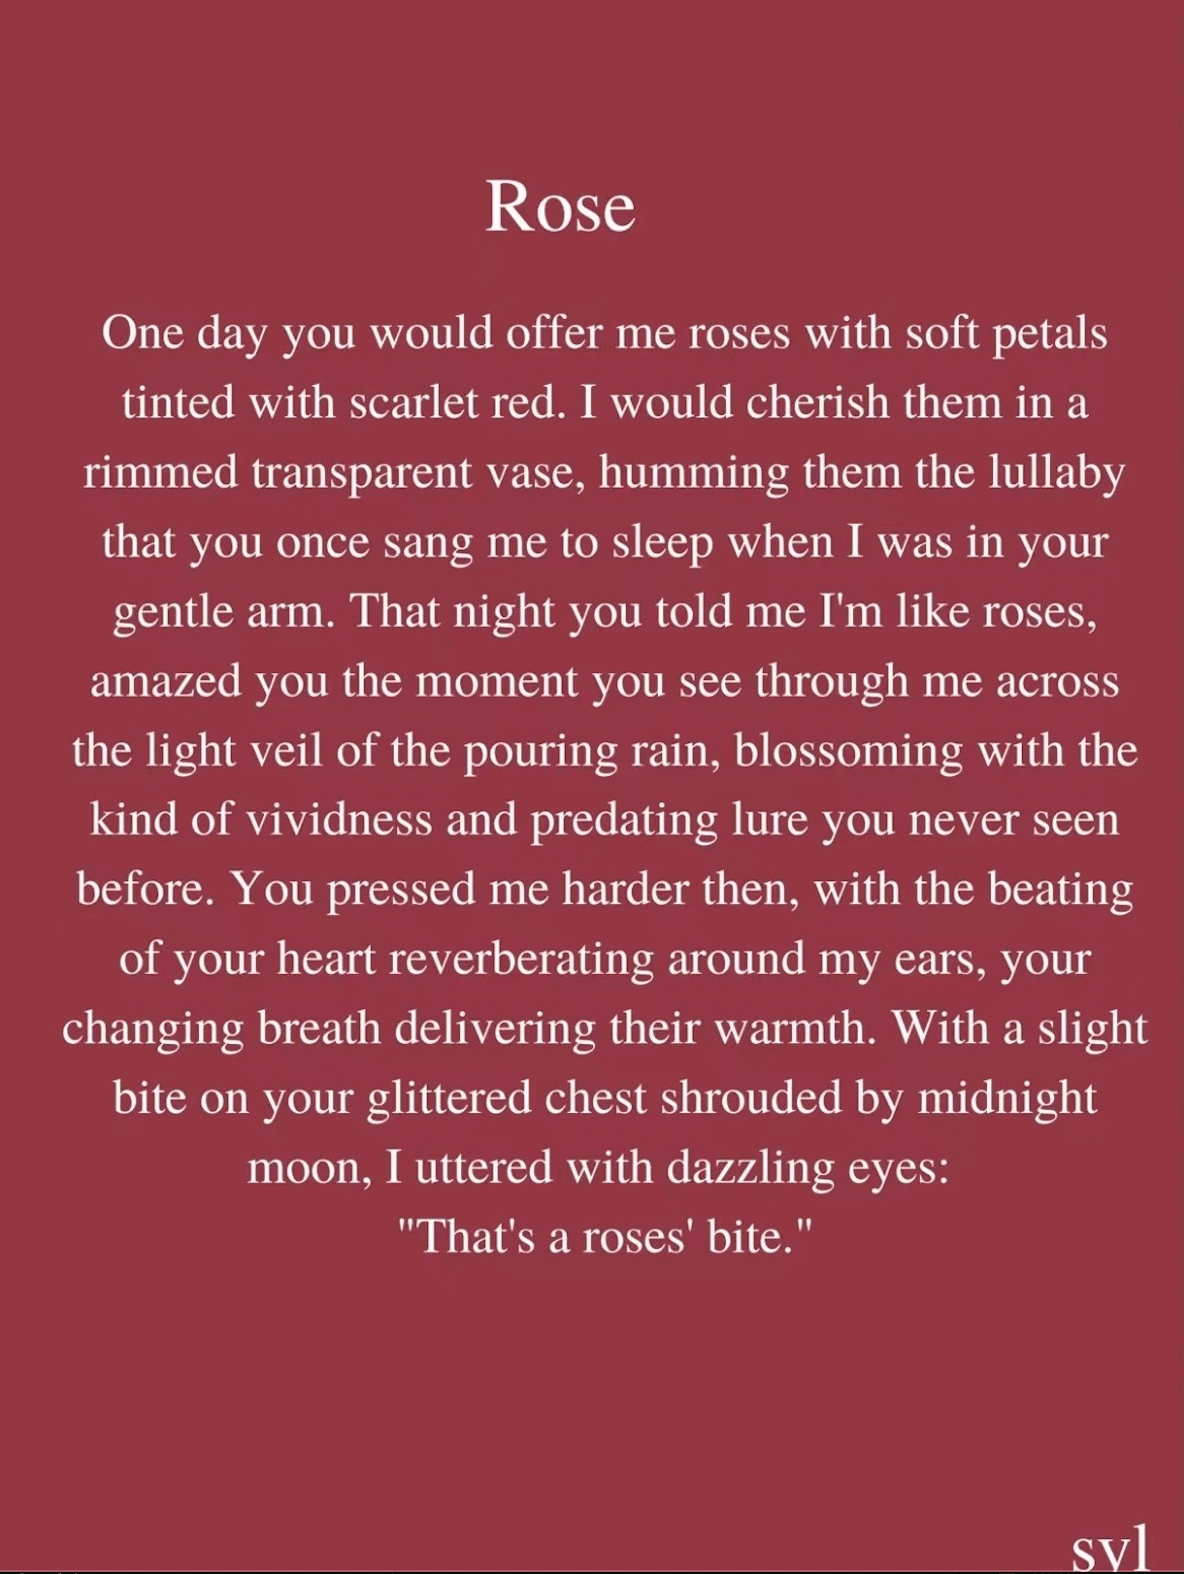 Rose
One day you would offer me roses with soft petals
tinted with scarlet red. I would cherish them in a
rimmed transparent vase, humming them the lullaby
that you once sang me to sleep when I was in your
gentle arm. That night you told me I'm like roses,
amazed you the moment you see through me across
the light veil of the pouring rain, blossoming with the
kind of vividness and predating lure you never seen
before. You pressed me harder then, with the beating
of your heart reverberating around my ears, your
changing breath delivering their warmth. With a slight
bite on your glittered chest shrouded by midnight
moon, I uttered with dazzling eyes:
"That's a roses' bite."
syl